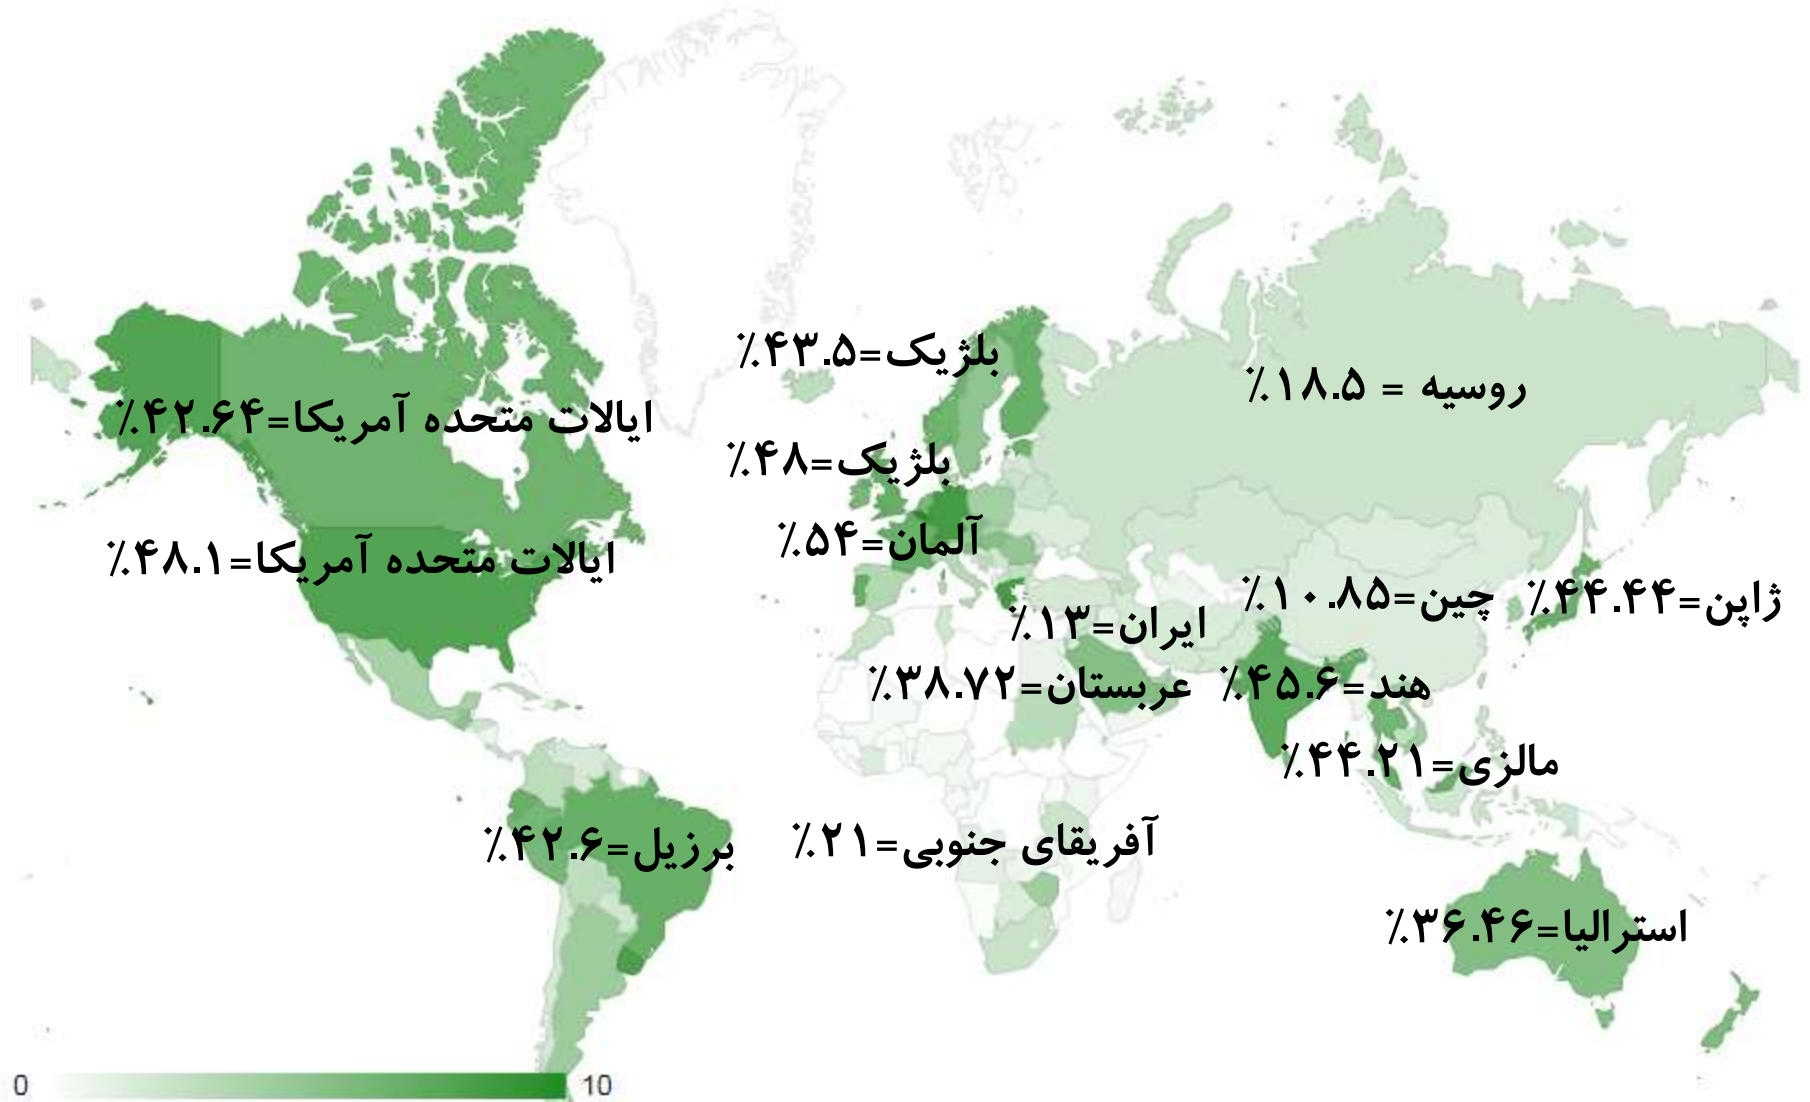 بلژیک=۴۳.۵٪
روسیه = ۱۸.۵٪
ایالات متحده آمریکا=۴۲.۶۴٪
بلژیک=۴۸٪
آلمان=۵۴٪
ایالات متحده آمریکا=۴۸.۱٪
چین=۱۰.۸۵٪
ژاپن=۴۴.۴۴٪
ایران=۱۳٪
عربستان=۳۸.۷۲٪
هند=۴۵.۶٪
مالزی=۴۴.۲۱٪
برزیل=۴۲.۶٪
آفریقای جنوبی=۲۱٪
استرالیا=۳۶.۴۶٪
0
10